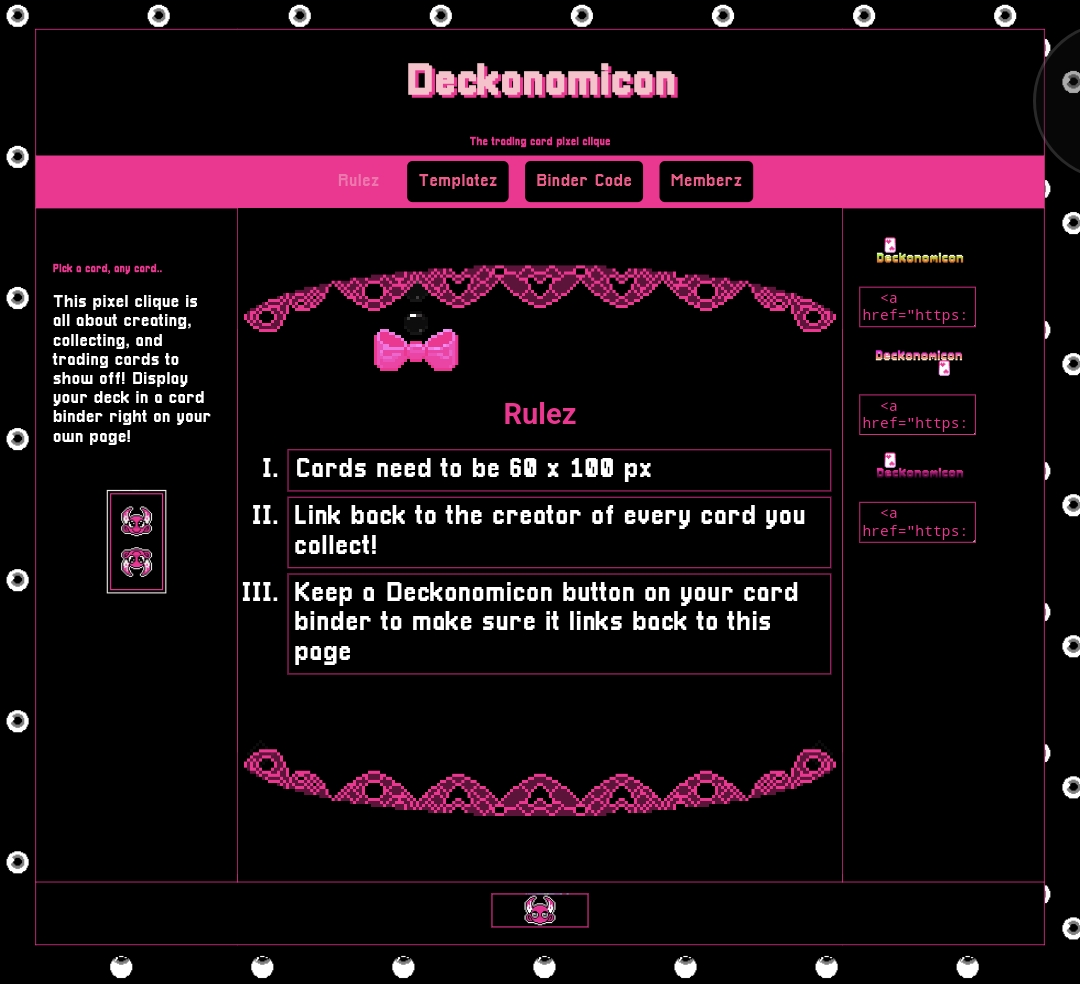 Deckonomicon
The trading card pixel clique
Rulez
Templatez
Binder Code
Memberz
Pick a card, any card..
This pixel clique is
all about creating,
collecting, and
trading cards to
show off! Display
your deck in a card
binder right on your
own page!
Rulez
I. Cards need to be 60 x 100 px
II. Link back to the creator of every card you
collect!
III. Keep a Deckonomicon button on your card
binder to make sure it links back to this
page
Deckonomicon
<a
href="https:
Deckonomicon
<a
href="https:
Deckonomicon
<a
href="https: